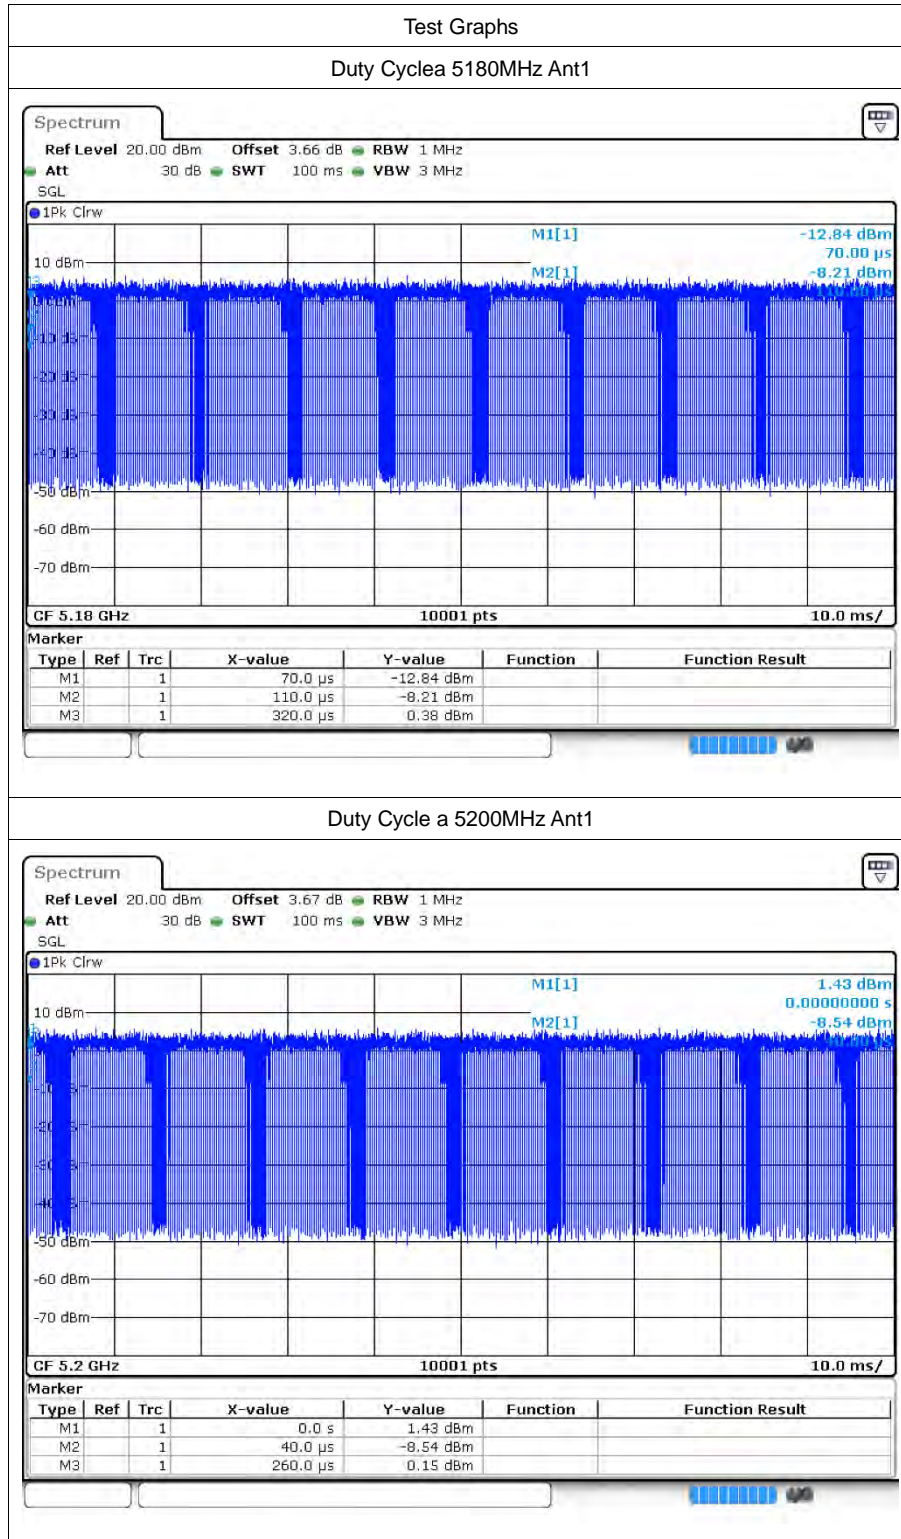 Test Graphs
Duty Cyclea 5180MHz Ant1
Spectrum
Ref Level 20.00 dBm Offset 3.66 dB RBW 1 MHz
Att 30 dB SWT 100 ms VBW 3 MHz
SGL
1Pk Clrw
M1[1] -12.84 dBm
70.00 µs
10 dBm
M2[1] -8.21 dBm
-50 dBm
-60 dBm
-70 dBm
CF 5.18 GHz 10001 pts 10.0 ms/
Marker
Type Ref Trc X-value Y-value Function Function Result
M1 1 70.0 µs -12.84 dBm
M2 1 110.0 µs -8.21 dBm
M3 1 320.0 µs 0.38 dBm
Duty Cycle a 5200MHz Ant1
Spectrum
Ref Level 20.00 dBm Offset 3.67 dB RBW 1 MHz
Att 30 dB SWT 100 ms VBW 3 MHz
SGL
1Pk Clrw
M1[1] 1.43 dBm
0.00000000 s
10 dBm
M2[1] -8.54 dBm
-50 dBm
-60 dBm
-70 dBm
CF 5.2 GHz 10001 pts 10.0 ms/
Marker
Type Ref Trc X-value Y-value Function Function Result
M1 1 0.0 s 1.43 dBm
M2 1 40.0 µs -8.54 dBm
M3 1 260.0 µs 0.15 dBm